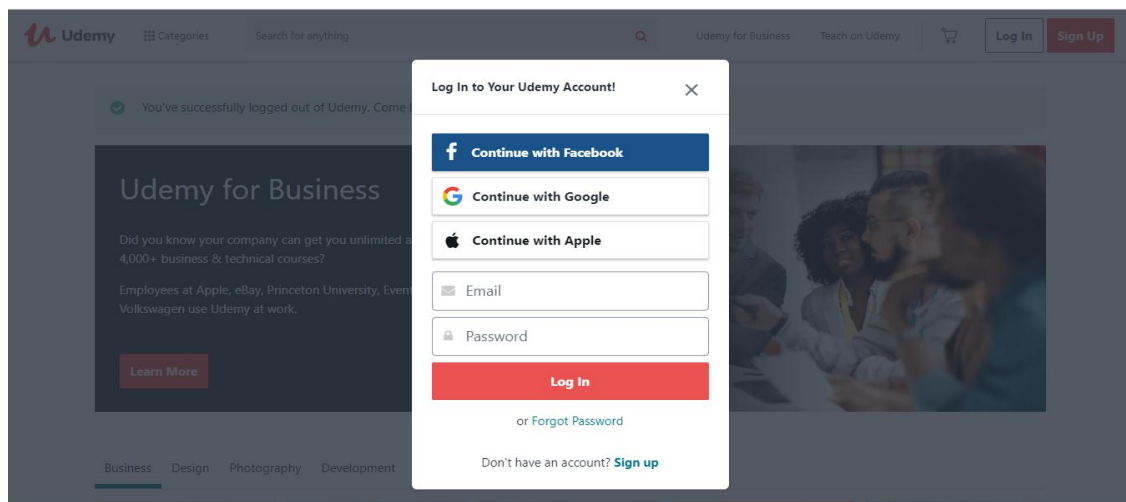 Udemy
Categories
Search for anything
Udemy for Business
Teach on Udemy
Log In
Sign Up
You've successfully logged out of Udemy. Come
Log In to Your Udemy Account!
Continue with Facebook
Continue with Google
Continue with Apple
Email
Password
Log In
or Forgot Password
Don't have an account? Sign up
Udemy for Business
Did you know your company can get you unlimited a
4,000+ business & technical courses?
Employees at Apple, eBay, Princeton University, Event
Volkswagen use Udemy at work.
Learn More
Business
Design
Photography
Development